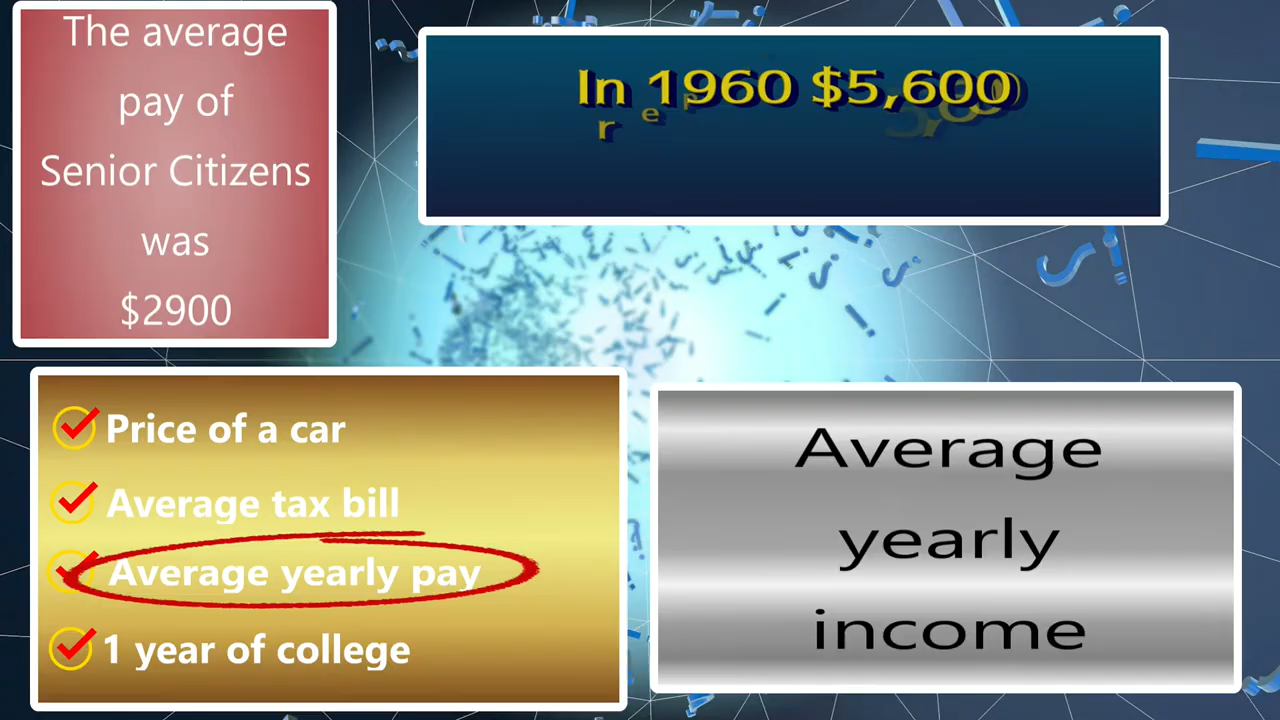 The average
pay of
Senior Citizens
was
$2900
In 1960 $5,600
Price of a car
Average tax bill
Average yearly pay
1 year of college
Average
yearly
income